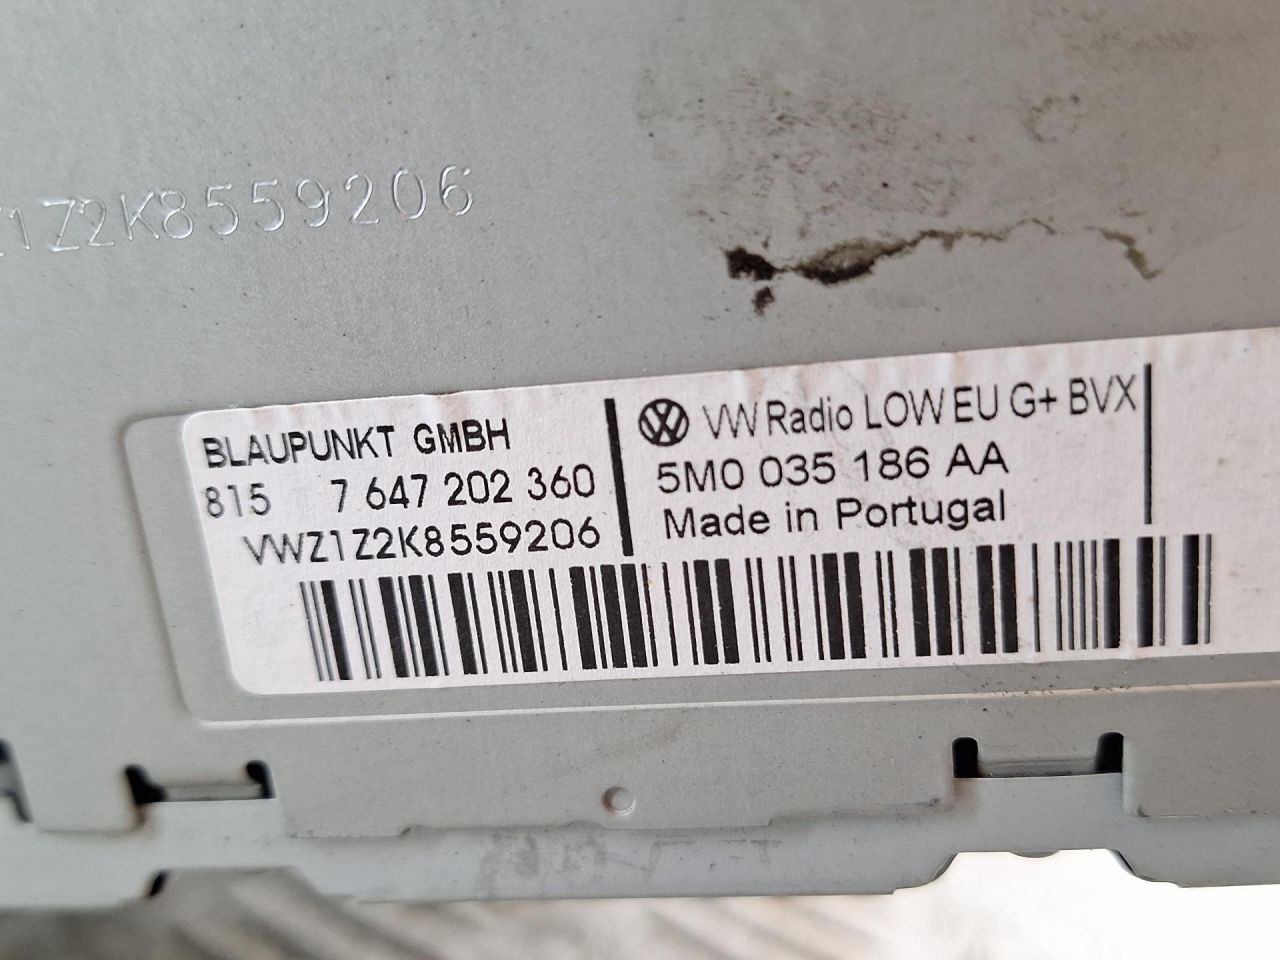 Z1Z2K8559206
BLAUPUNKT GMBH
815 7 647 202 360
VWZ1Z2K8559206
VW Radio LOW EU G+ BVX
5M0 035 186 AA
Made in Portugal